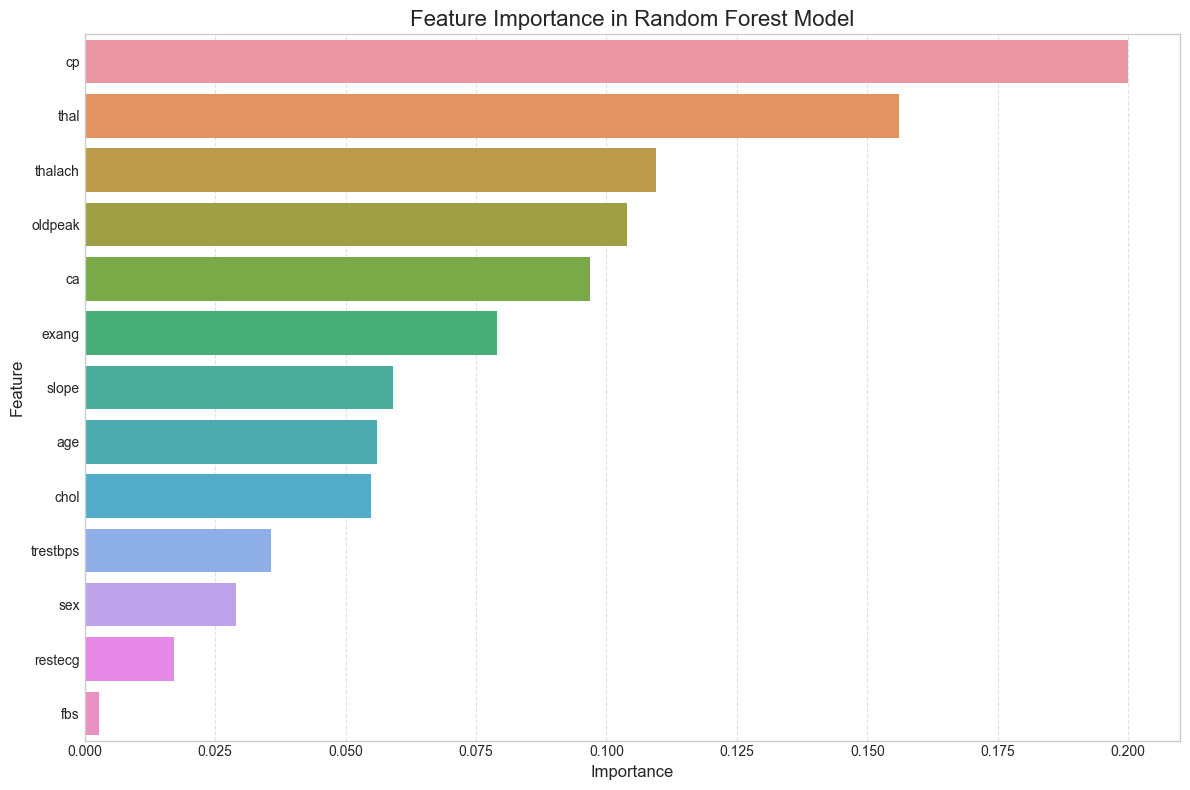 Feature Importance in Random Forest Model
cp
thal
thalach
oldpeak
ca
exang
slope
age
chol
trestbps
sex
restecg
fbs
Feature
0.000 0.025 0.050 0.075 0.100 0.125 0.150 0.175 0.200
Importance